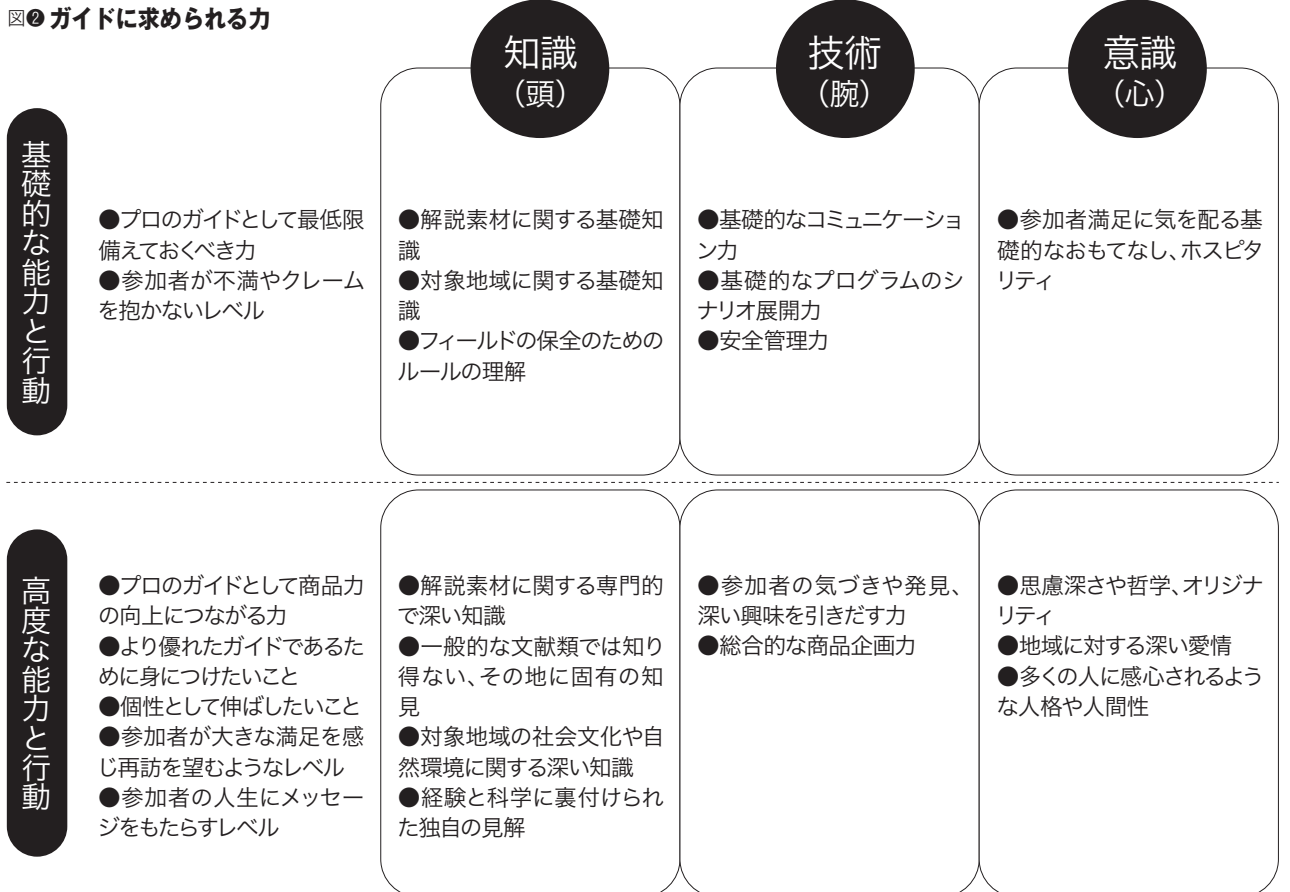 図❷ ガイドに求められる力
知識
（頭）
技術
（腕）
意識
（心）
基礎的な能力と行動
●プロのガイドとして最低限
備えておくべき力
●参加者が不満やクレーム
を抱かないレベル
●解説素材に関する基礎知
識
●対象地域に関する基礎知
識
●フィールドの保全のための
ルールの理解
●基礎的なコミュニケーショ
ン力
●基礎的なプログラムのシ
ナリオ展開力
●安全管理力
●参加者満足に気を配る基
礎的なおもてなし、ホスピタ
リティ
高度な能力と行動
●プロのガイドとして商品力
の向上につながる力
●より優れたガイドであるた
めに身につけたいこと
●個性として伸ばしたいこと
●参加者が大きな満足を感
じ再訪を望むようなレベル
●参加者の人生にメッセー
ジをもたらすレベル
●解説素材に関する専門的
で深い知識
●一般的な文献類では知り
得ない、その地に固有の知
見
●対象地域の社会文化や自
然環境に関する深い知識
●経験と科学に裏付けられ
た独自の見解
●参加者の気づきや発見、
深い興味を引きだす力
●総合的な商品企画力
●思慮深さや哲学、オリジナ
リティ
●地域に対する深い愛情
●多くの人に感心されるよう
な人格や人間性